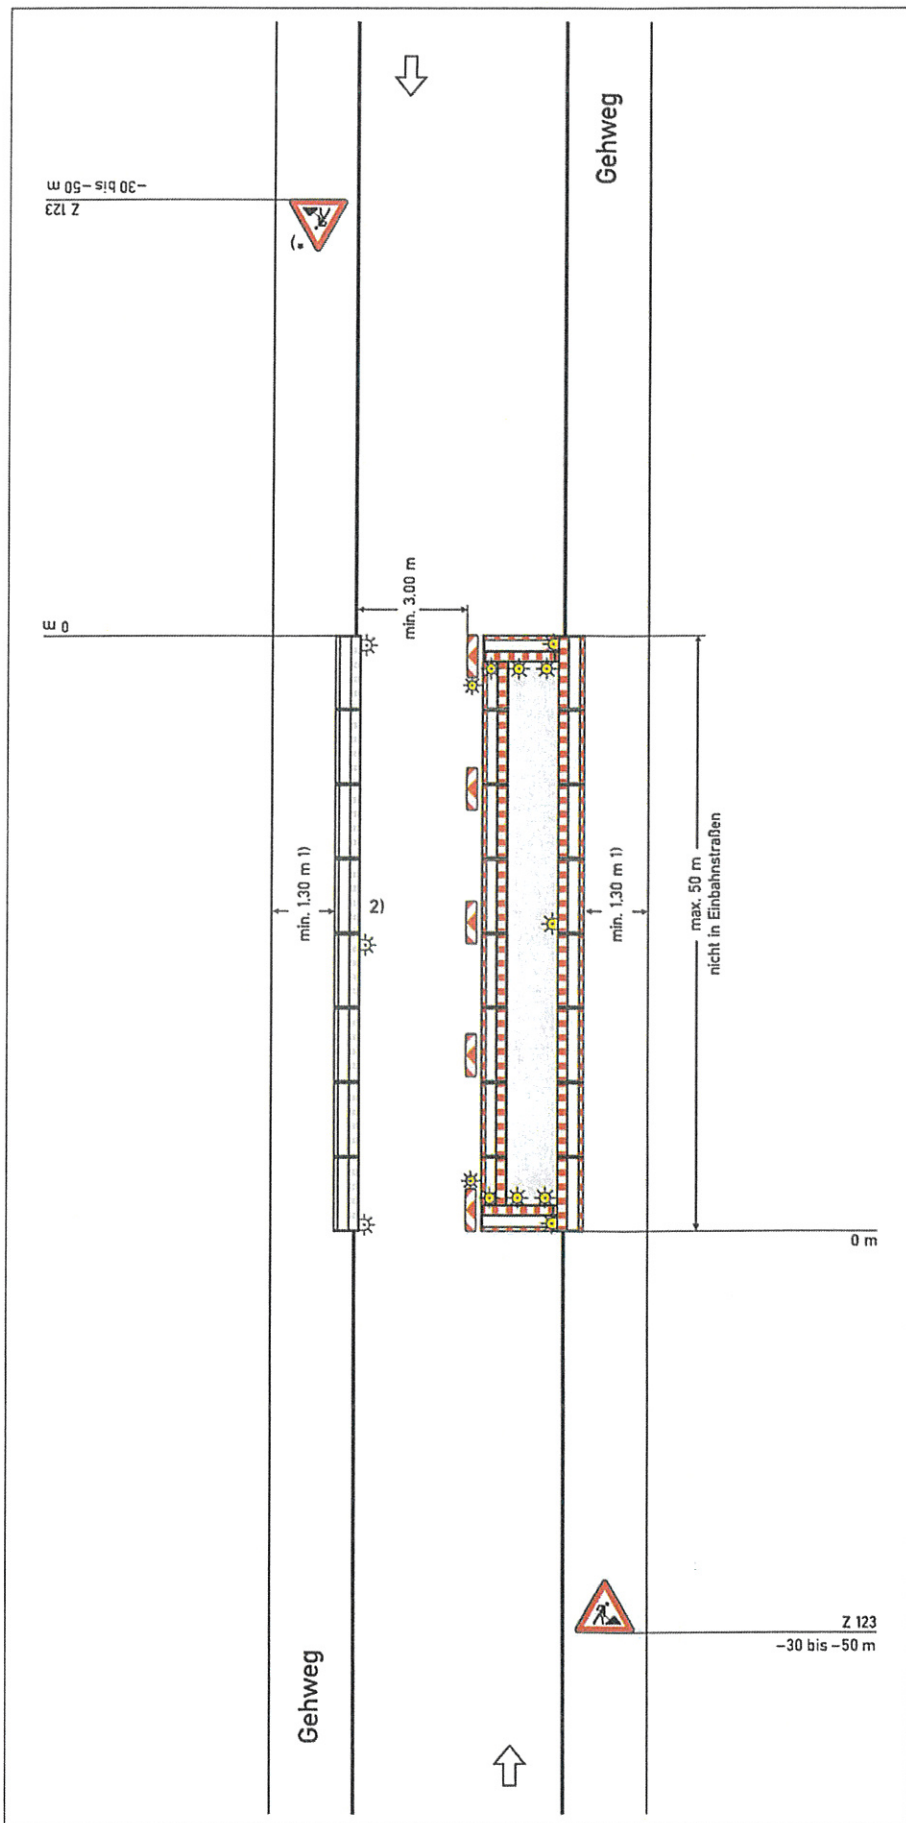 Gehweg
Z 123
–30 bis –50 m
*)
0 m
min. 3.00 m
min. 1,30 m 1)
2)
min. 1,30 m 1)
max. 50 m
nicht in Einbahnstraßen
0 m
Z 123
–30 bis –50 m
Gehweg